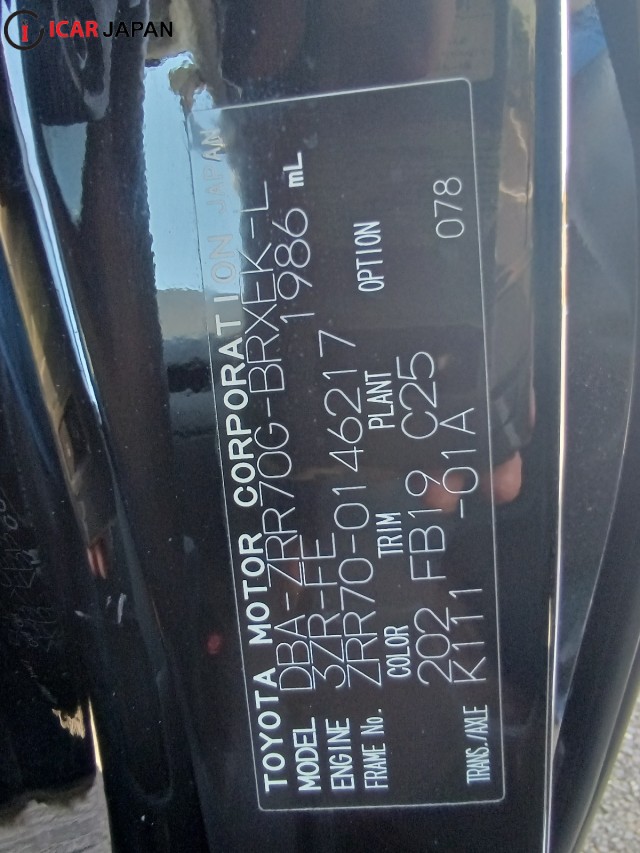 ICAR JAPAN
TOYOTA MOTOR CORPORATION JAPAN
MODEL DBA-ZRR70G-BRXEK-L
ENGINE 3ZR-FE 1986 mL
FRAME No. ZRR70-0146217
COLOR TRIM PLANT OPTION
202 FB19 C25 078
TRANS./AXLE K111 -01A